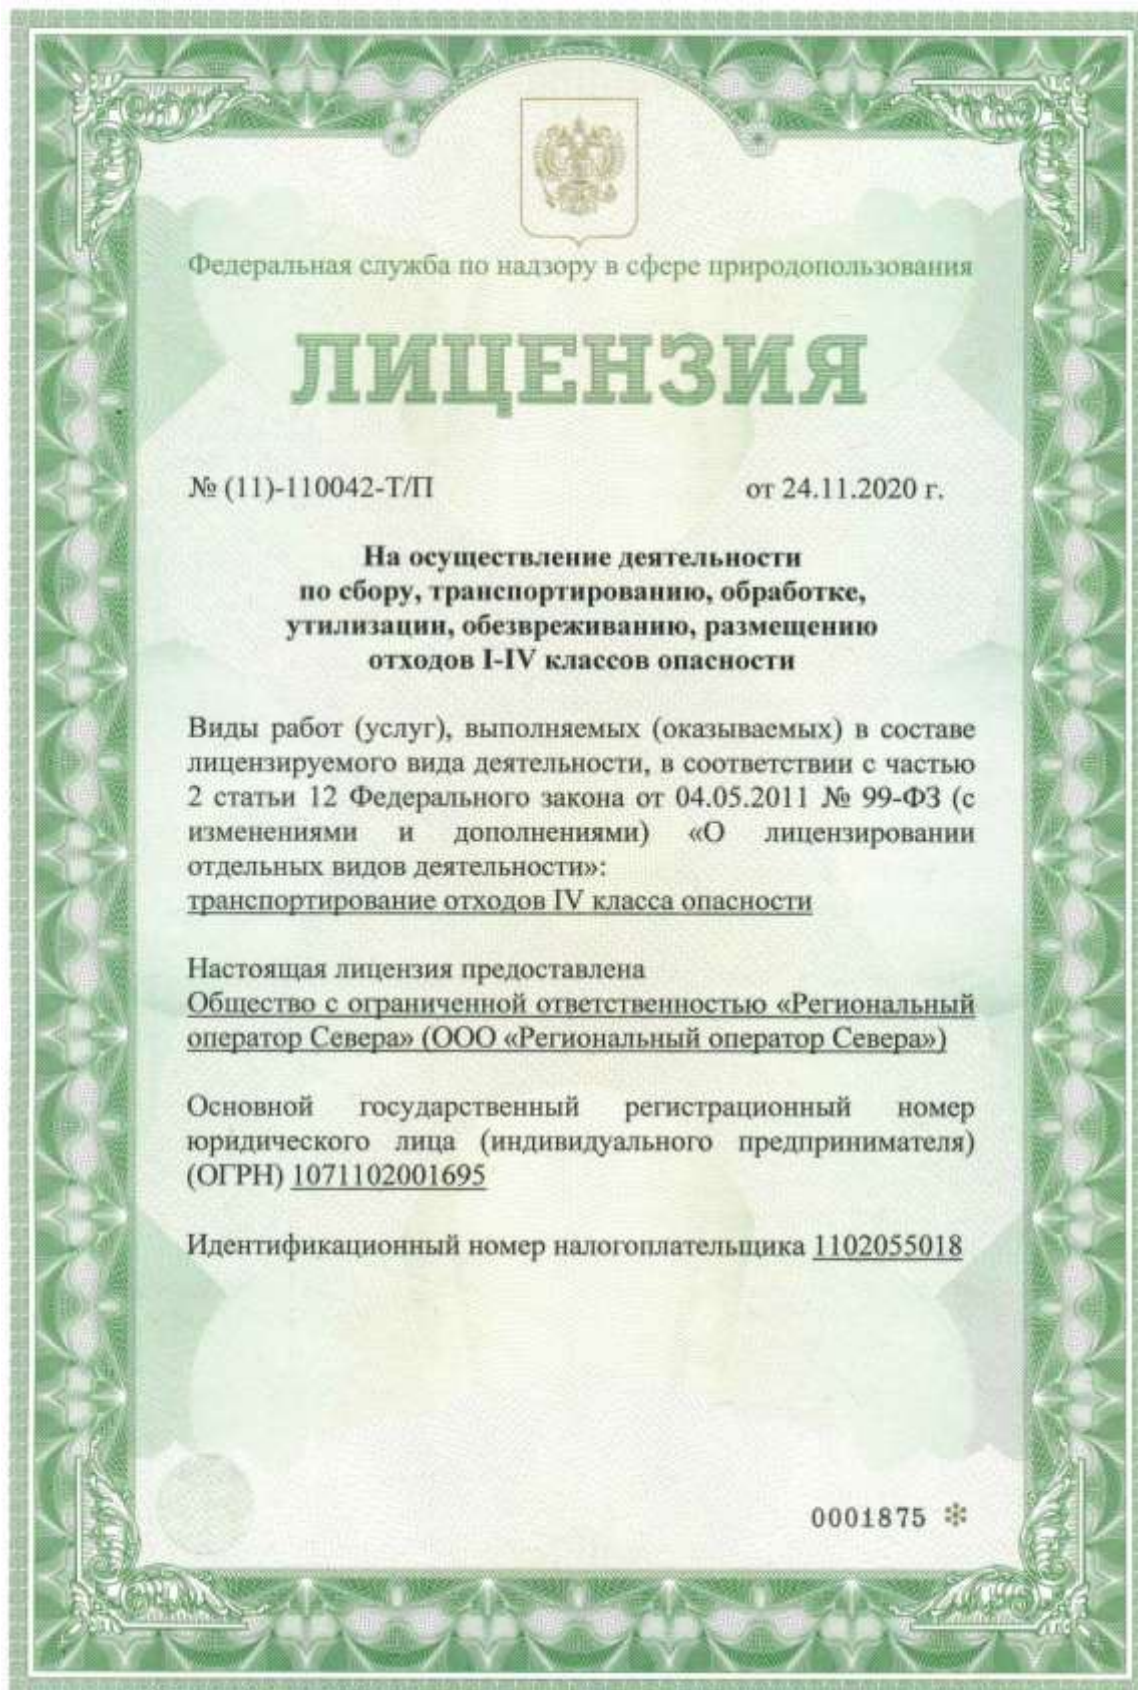 Федеральная служба по надзору в сфере природопользования
ЛИЦЕНЗИЯ
№ (11)-110042-Т/П от 24.11.2020 г.
На осуществление деятельности
по сбору, транспортированию, обработке,
утилизации, обезвреживанию, размещению
отходов I-IV классов опасности
Виды работ (услуг), выполняемых (оказываемых) в составе
лицензируемого вида деятельности, в соответствии с частью
2 статьи 12 Федерального закона от 04.05.2011 № 99-ФЗ (с
изменениями и дополнениями) «О лицензировании
отдельных видов деятельности»:
транспортирование отходов IV класса опасности
Настоящая лицензия предоставлена
Общество с ограниченной ответственностью «Региональный
оператор Севера» (ООО «Региональный оператор Севера»)
Основной государственный регистрационный номер
юридического лица (индивидуального предпринимателя)
(ОГРН) 1071102001695
Идентификационный номер налогоплательщика 1102055018
0001875